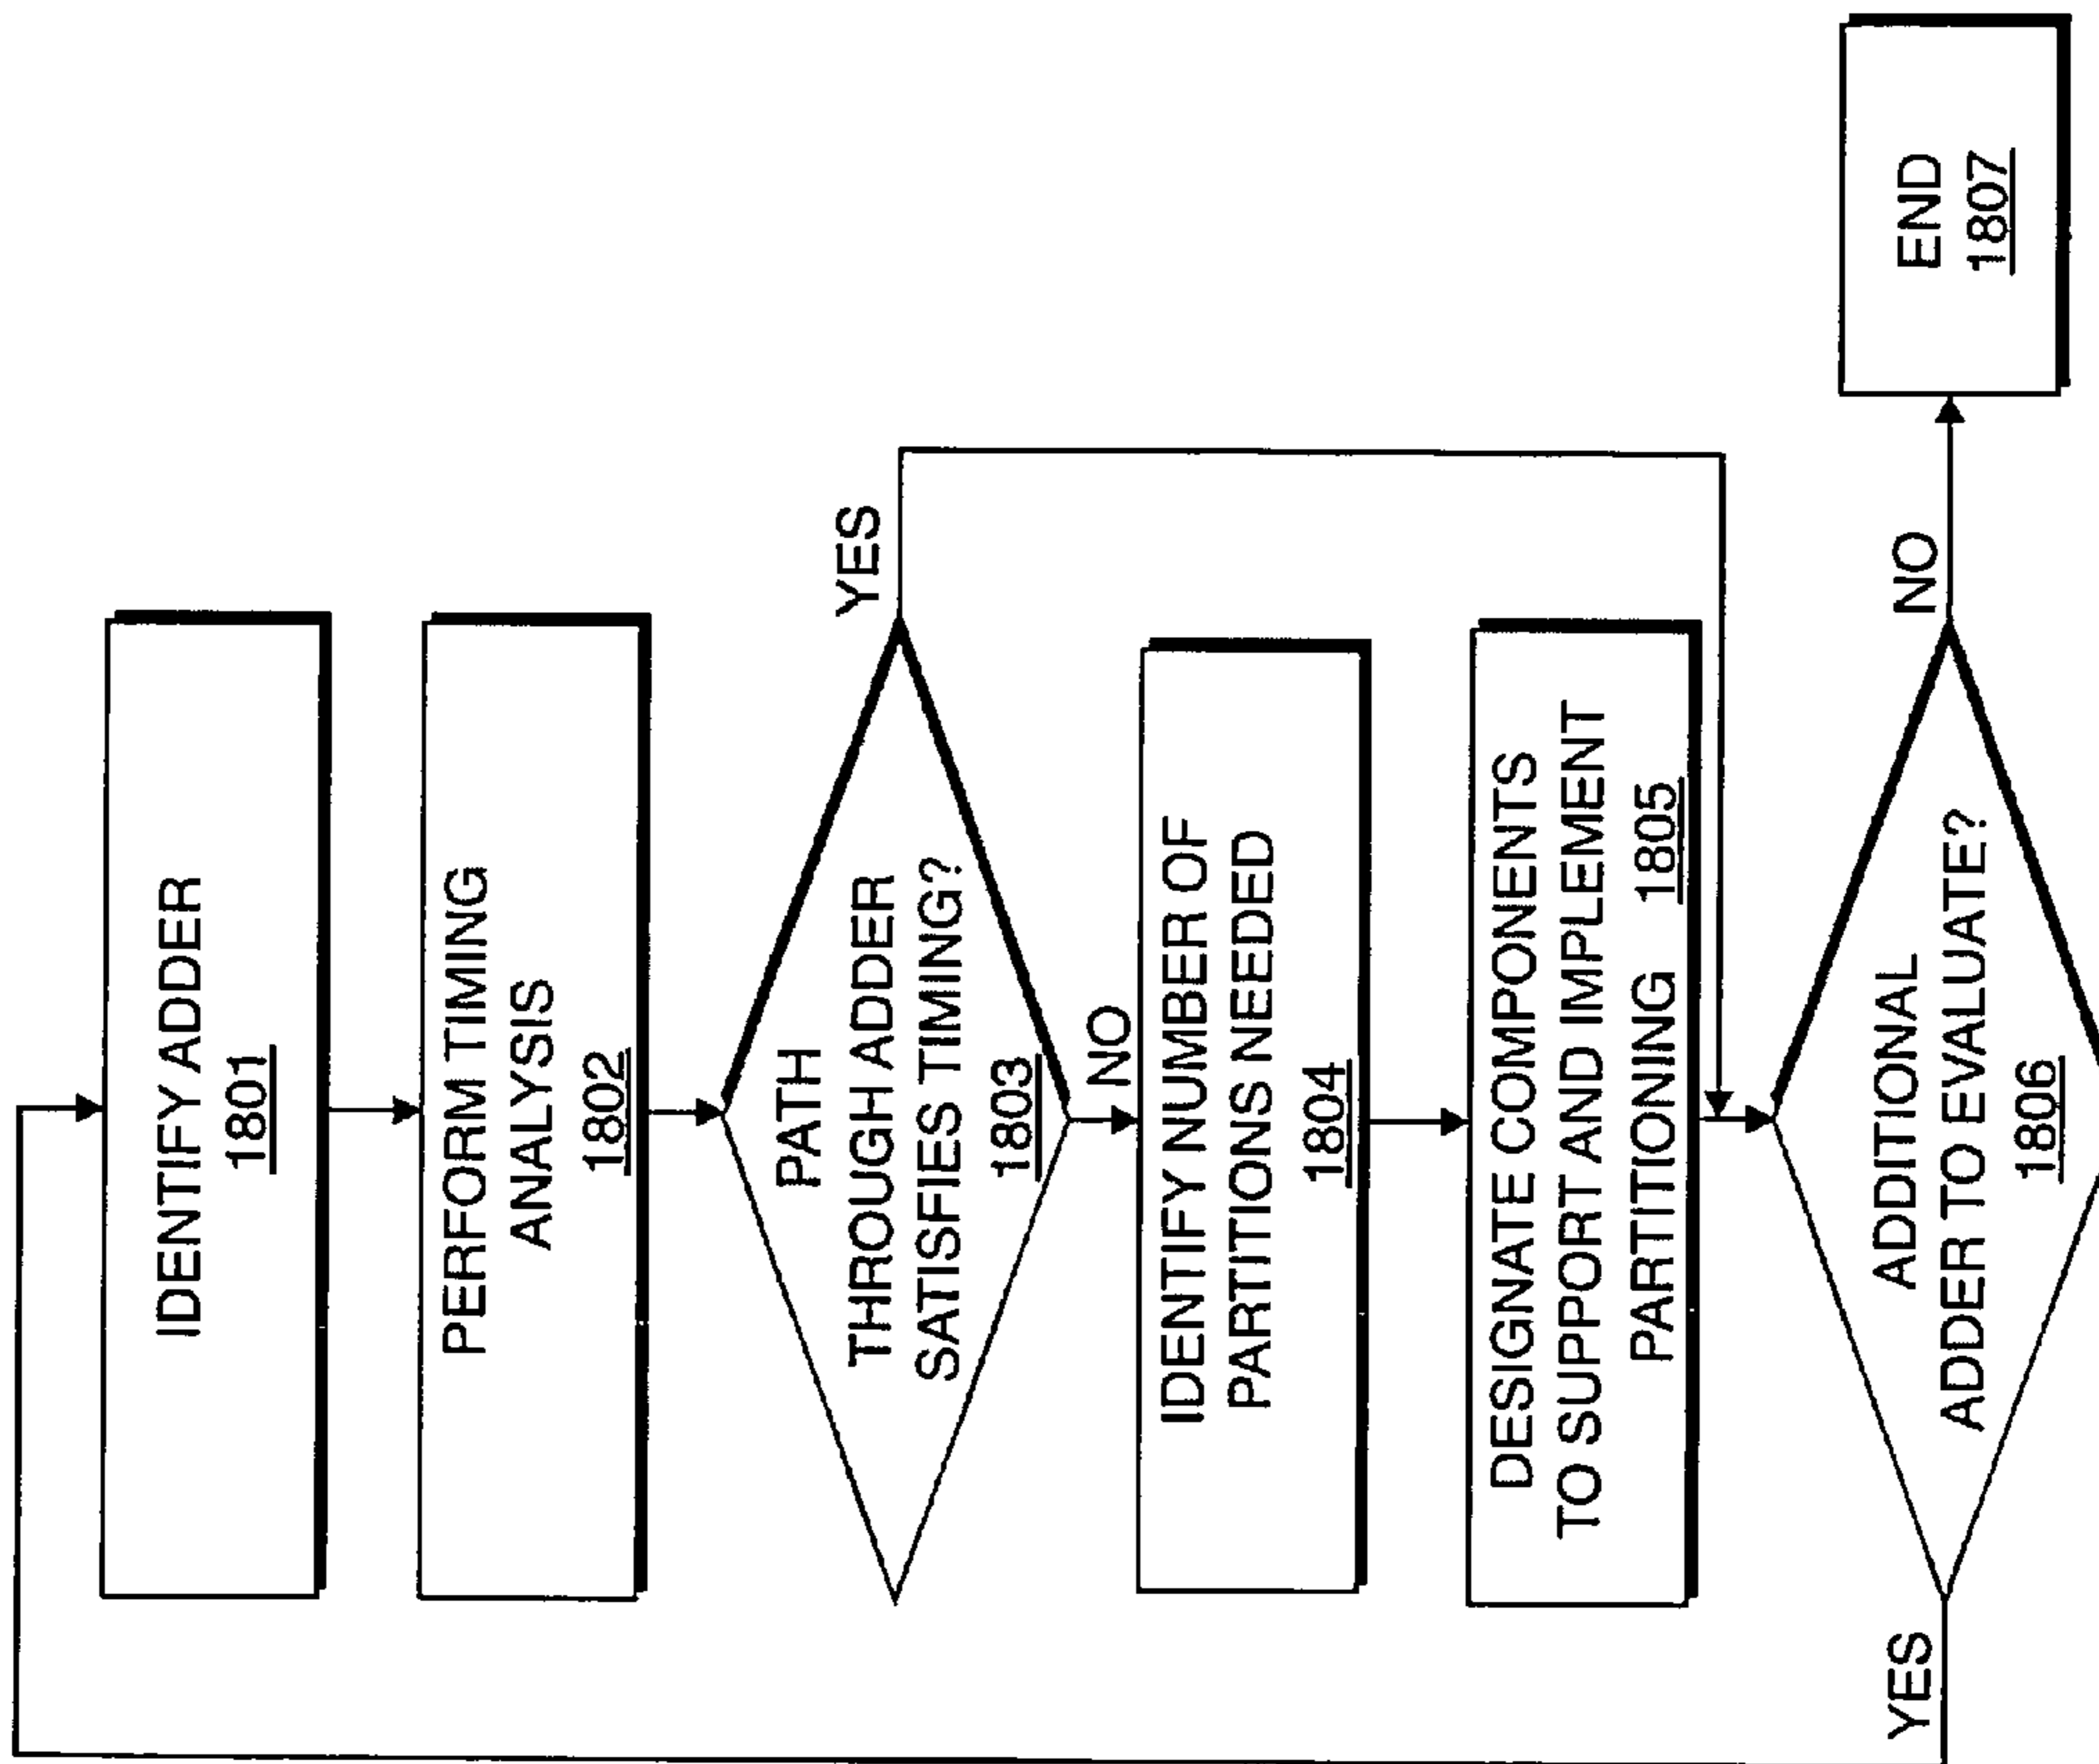 IDENTIFY ADDER
1801
PERFORM TIMING
ANALYSIS
1802
PATH
THROUGH ADDER
SATISFIES TIMING?
1803
YES
NO
IDENTIFY NUMBER OF
PARTITIONS NEEDED
1804
DESIGNATE COMPONENTS
TO SUPPORT AND IMPLEMENT
PARTITIONING 1805
ADDITIONAL
ADDER TO EVALUATE?
1806
YES
NO
END
1807